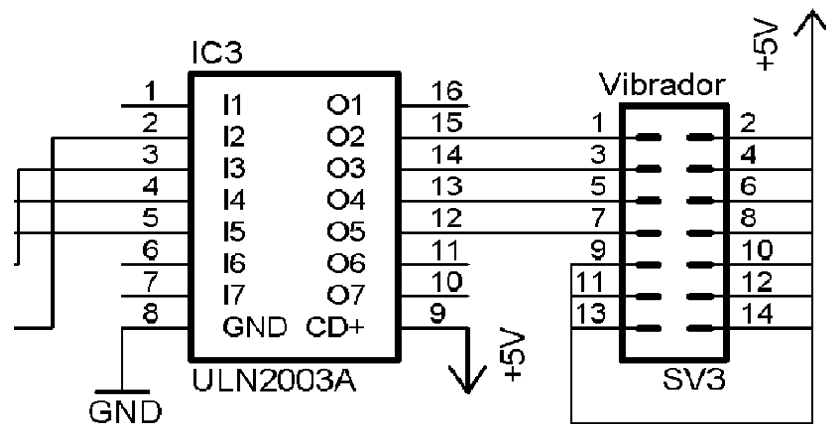 IC3
1 I1 O1 16
2 I2 O2 15
3 I3 O3 14
4 I4 O4 13
5 I5 O5 12
6 I6 O6 11
7 I7 O7 10
8 GND CD+ 9
ULN2003A
GND
+5V
Vibrador
+5V
1 2
3 4
5 6
7 8
9 10
11 12
13 14
SV3